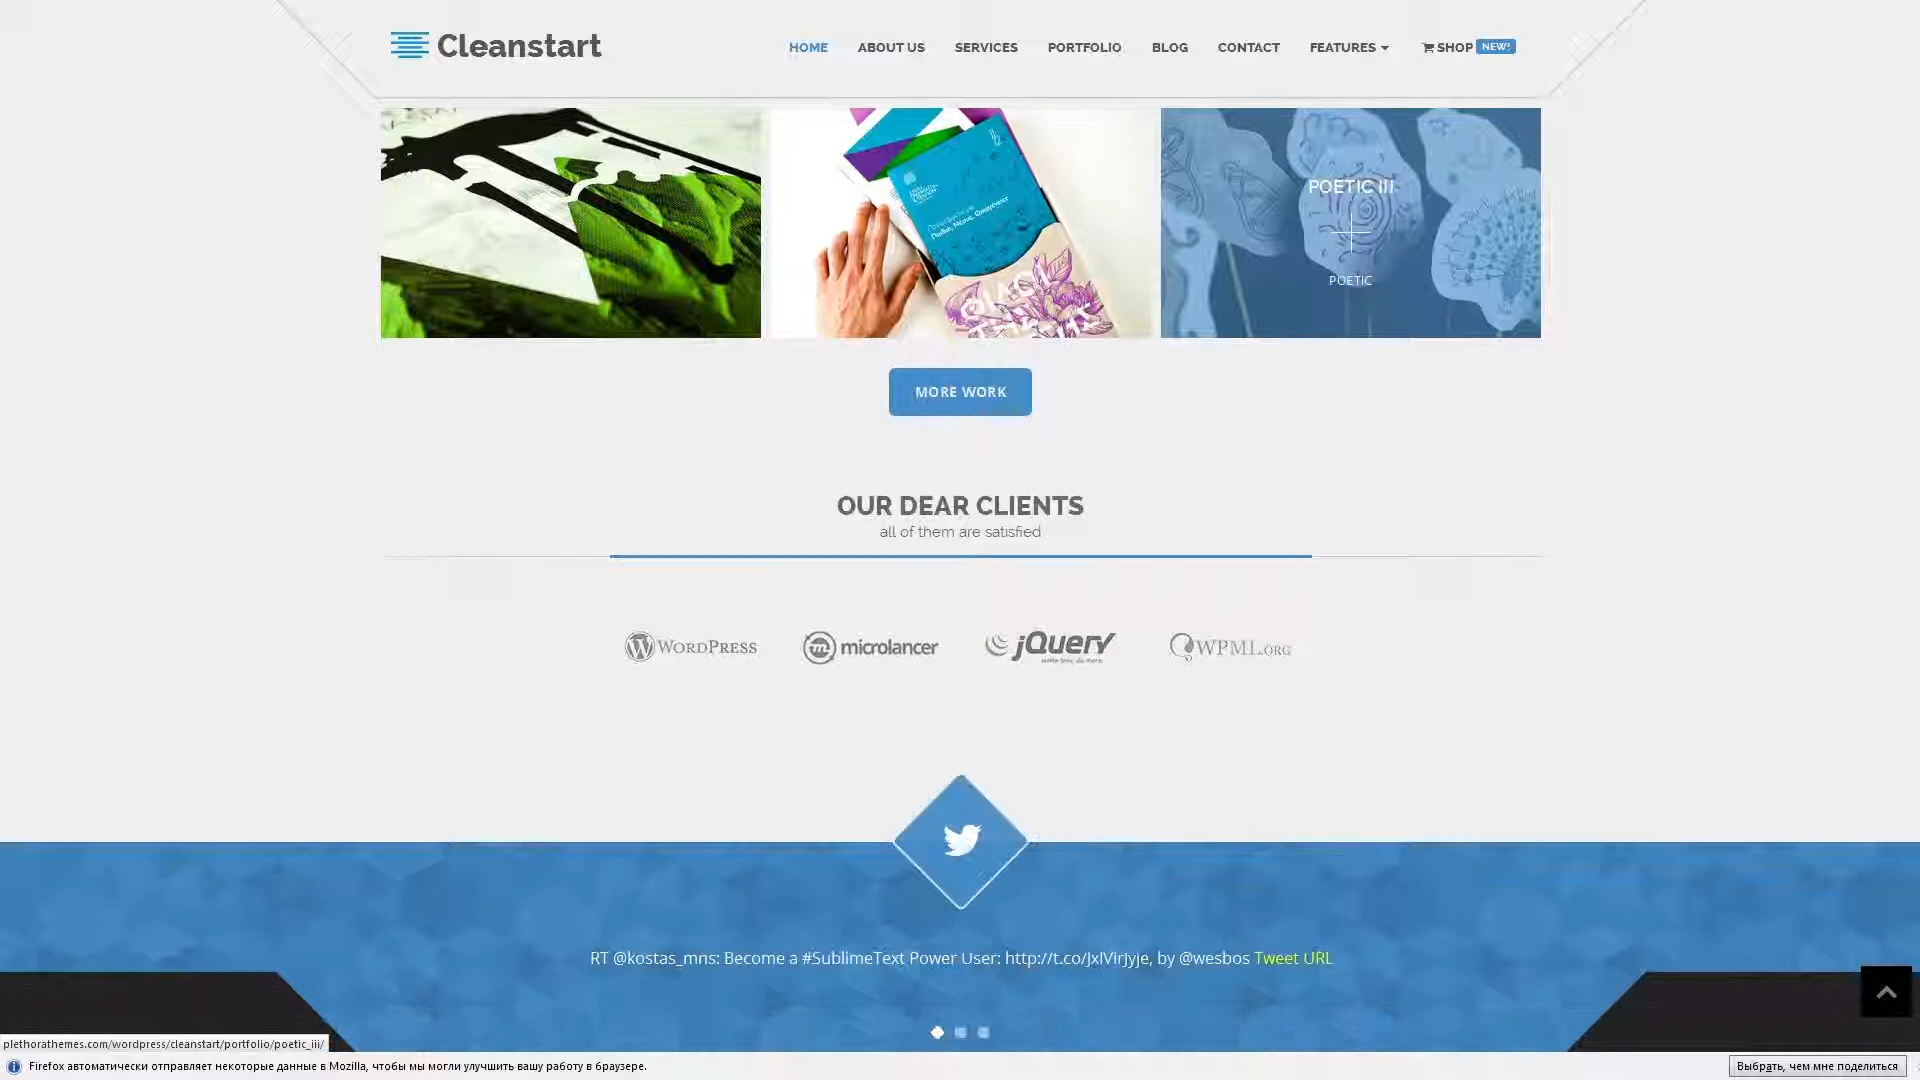 Cleanstart
HOME ABOUT US SERVICES PORTFOLIO BLOG CONTACT FEATURES SHOP NEW!
POETIC III
POETIC
MORE WORK
OUR DEAR CLIENTS
all of them are satisfied
WORDPRESS microlancer jQuery WPML.ORG
write less, do more.
RT @kostas_mns: Become a #SublimeText Power User: http://t.co/JxlVirJyje, by @wesbos Tweet URL
plethorathemes.com/wordpress/cleanstart/portfolio/poetic_iii/
Firefox автоматически отправляет некоторые данные в Mozilla, чтобы мы могли улучшить вашу работу в браузере.
Выбрать, чем мне поделиться